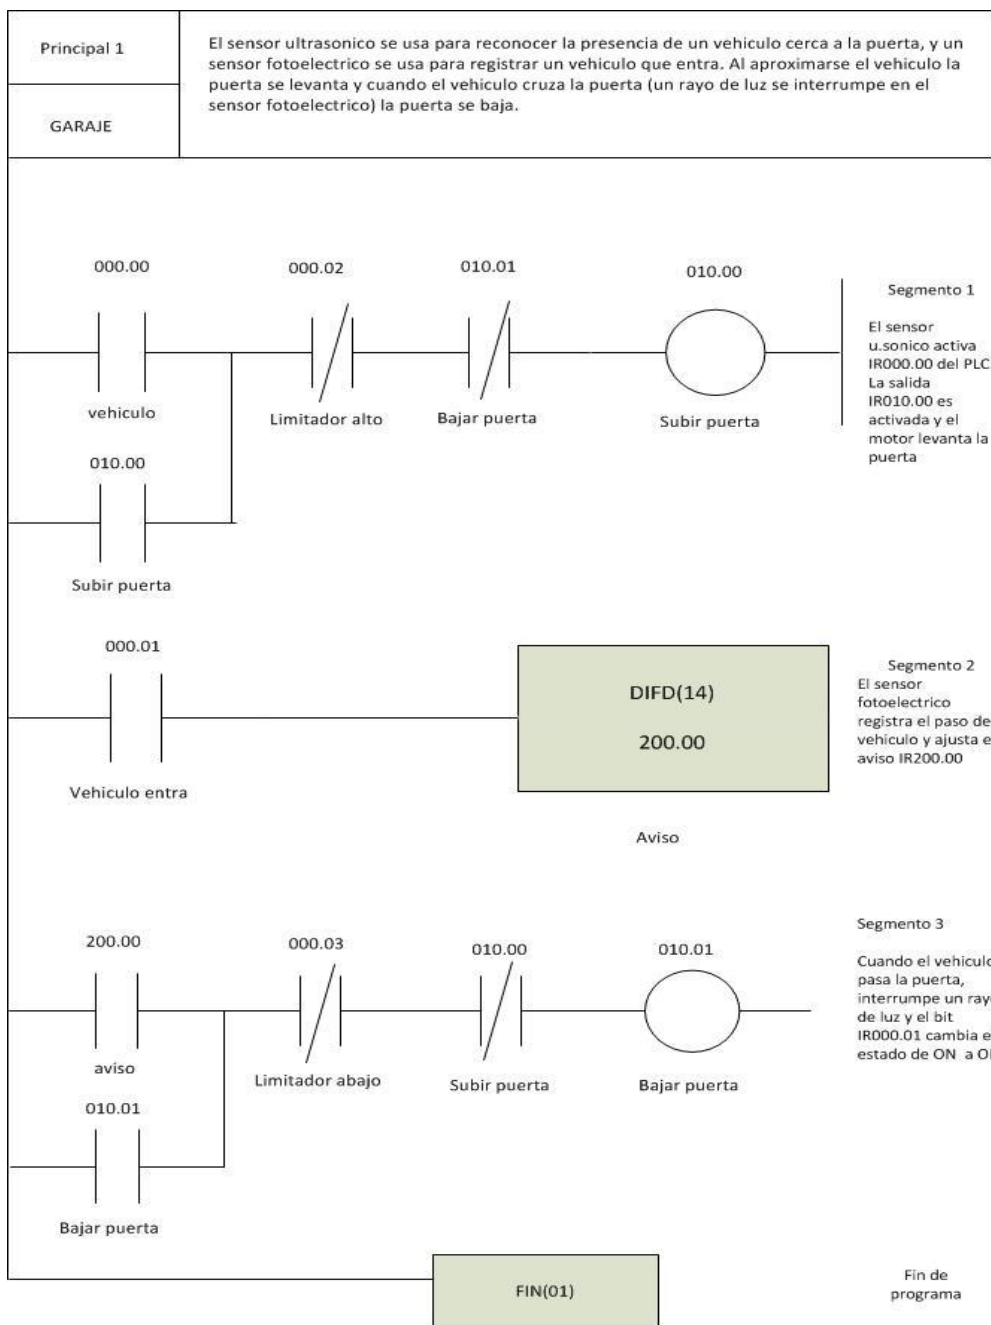 Principal 1
GARAJE
El sensor ultrasonico se usa para reconocer la presencia de un vehiculo cerca a la puerta, y un
sensor fotoelectrico se usa para registrar un vehiculo que entra. Al aproximarse el vehiculo la
puerta se levanta y cuando el vehiculo cruza la puerta (un rayo de luz se interrumpe en el
sensor fotoelectrico) la puerta se baja.
000.00
000.02
010.01
010.00
vehiculo
Limitador alto
Bajar puerta
Subir puerta
Segmento 1
El sensor
u.sonico activa
IR000.00 del PLC
La salida
IR010.00 es
activada y el
motor levanta la
puerta
010.00
Subir puerta
000.01
Vehiculo entra
DIFD(14)
200.00
Aviso
Segmento 2
El sensor
fotoelectrico
registra el paso de
vehiculo y ajusta e
aviso IR200.00
200.00
000.03
010.00
010.01
aviso
Limitador abajo
Subir puerta
Bajar puerta
Segmento 3
Cuando el vehiculo
pasa la puerta,
interrumpe un ray
de luz y el bit
IR000.01 cambia e
estado de ON a O
010.01
Bajar puerta
FIN(01)
Fin de
programa